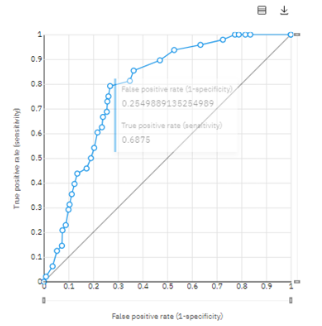 1
0.9
0.8
0.7
0.6
0.5
0.4
0.3
0.2
0.1
0
True positive rate (sensitivity)
False positive rate (1-specificity)
0.2549889135254989
True positive rate (sensitivity)
0.6875
0 0.1 0.2 0.3 0.4 0.5 0.6 0.7 0.8 0.9 1
False positive rate (1-specificity)